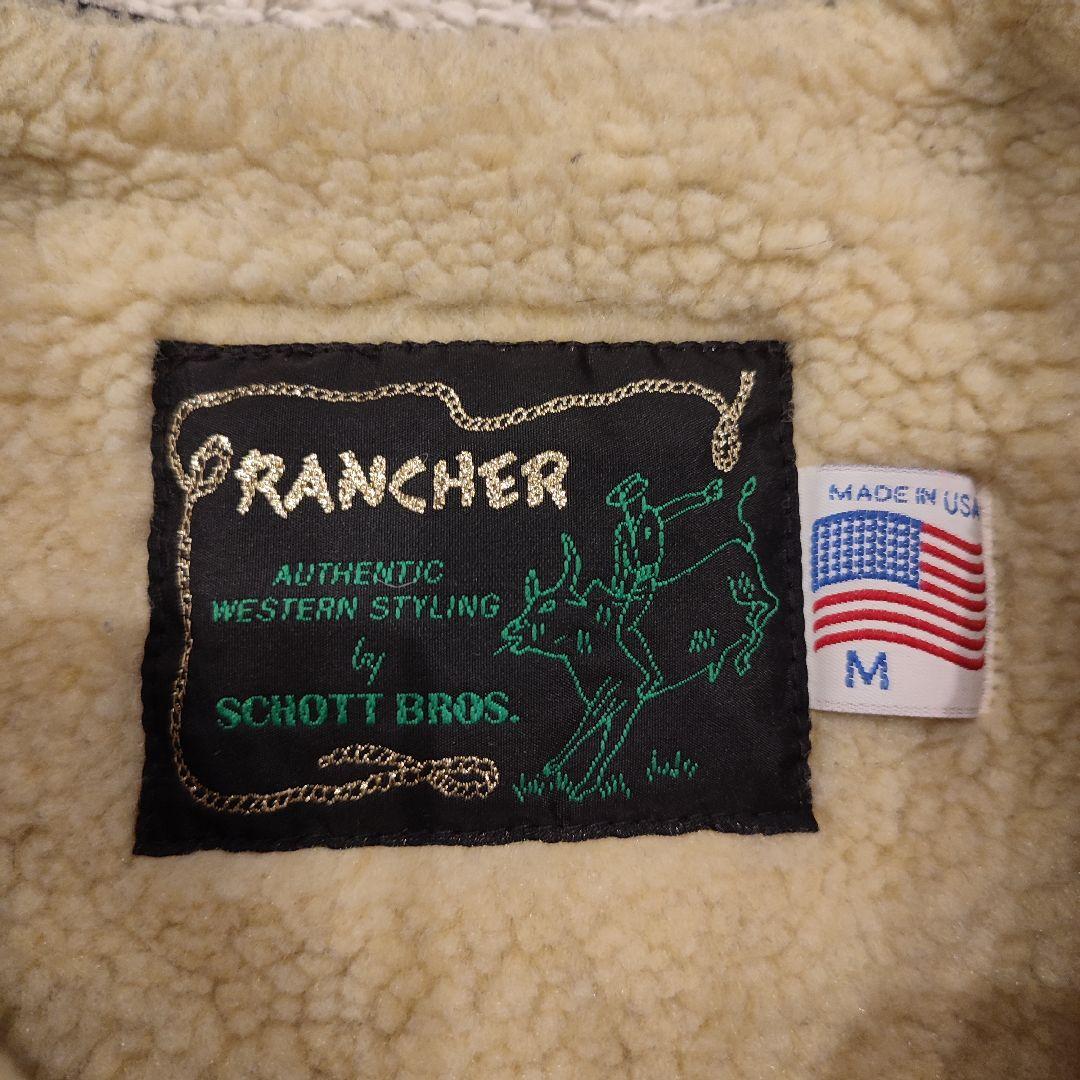 RANCHER
AUTHENTIC
WESTERN STYLING
by
SCHOTT BROS.
MADE IN USA
M